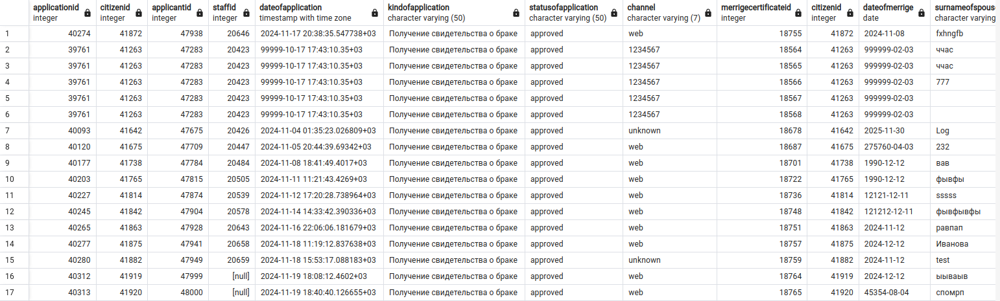 applicationid citizenid applicantid staffid dateofapplication kindofapplication statusofapplication channel merrigecertificateid citizenid dateofmerrige surnameofspous
integer integer integer integer timestamp with time zone character varying (50) character varying (50) character varying (7) integer integer date character varying
1 40274 41872 47938 20646 2024-11-17 20:38:35.547738+03 Получение свидетельства о браке approved web 18755 41872 2024-11-08 fxhngfb
2 39761 41263 47283 20423 99999-10-17 17:43:10.35+03 Получение свидетельства о браке approved 1234567 18564 41263 999999-02-03 ччас
3 39761 41263 47283 20423 99999-10-17 17:43:10.35+03 Получение свидетельства о браке approved 1234567 18565 41263 999999-02-03 ччас
4 39761 41263 47283 20423 99999-10-17 17:43:10.35+03 Получение свидетельства о браке approved 1234567 18566 41263 999999-02-03 777
5 39761 41263 47283 20423 99999-10-17 17:43:10.35+03 Получение свидетельства о браке approved 1234567 18567 41263 999999-02-03
6 39761 41263 47283 20423 99999-10-17 17:43:10.35+03 Получение свидетельства о браке approved 1234567 18568 41263 999999-02-03
7 40093 41642 47675 20426 2024-11-04 01:35:23.026809+03 Получение свидетельства о браке approved unknown 18678 41642 2025-11-30 Log
8 40120 41675 47709 20447 2024-11-05 20:44:39.69342+03 Получение свидетельства о браке approved web 18687 41675 275760-04-03 232
9 40177 41738 47784 20484 2024-11-08 18:41:49.4017+03 Получение свидетельства о браке approved web 18701 41738 1990-12-12 вав
10 40203 41765 47815 20505 2024-11-11 11:21:43.4269+03 Получение свидетельства о браке approved web 18722 41765 1990-12-12 фывфы
11 40227 41814 47874 20539 2024-11-12 17:20:28.738964+03 Получение свидетельства о браке approved web 18736 41814 12121-12-11 sssss
12 40245 41842 47904 20578 2024-11-14 14:33:42.390336+03 Получение свидетельства о браке approved web 18748 41842 121212-12-11 фывфывфы
13 40265 41863 47928 20643 2024-11-16 22:06:06.181679+03 Получение свидетельства о браке approved web 18751 41863 2024-11-12 равпап
14 40277 41875 47941 20658 2024-11-18 11:19:12.837638+03 Получение свидетельства о браке approved web 18757 41875 2024-12-12 Иванова
15 40280 41882 47949 20659 2024-11-18 15:53:17.088183+03 Получение свидетельства о браке approved unknown 18759 41882 2024-11-12 test
16 40312 41919 47999 [null] 2024-11-19 18:08:12.4602+03 Получение свидетельства о браке approved web 18764 41919 2024-12-12 ыываыв
17 40313 41920 48000 [null] 2024-11-19 18:40:40.126655+03 Получение свидетельства о браке approved web 18765 41920 45354-08-04 спомрп